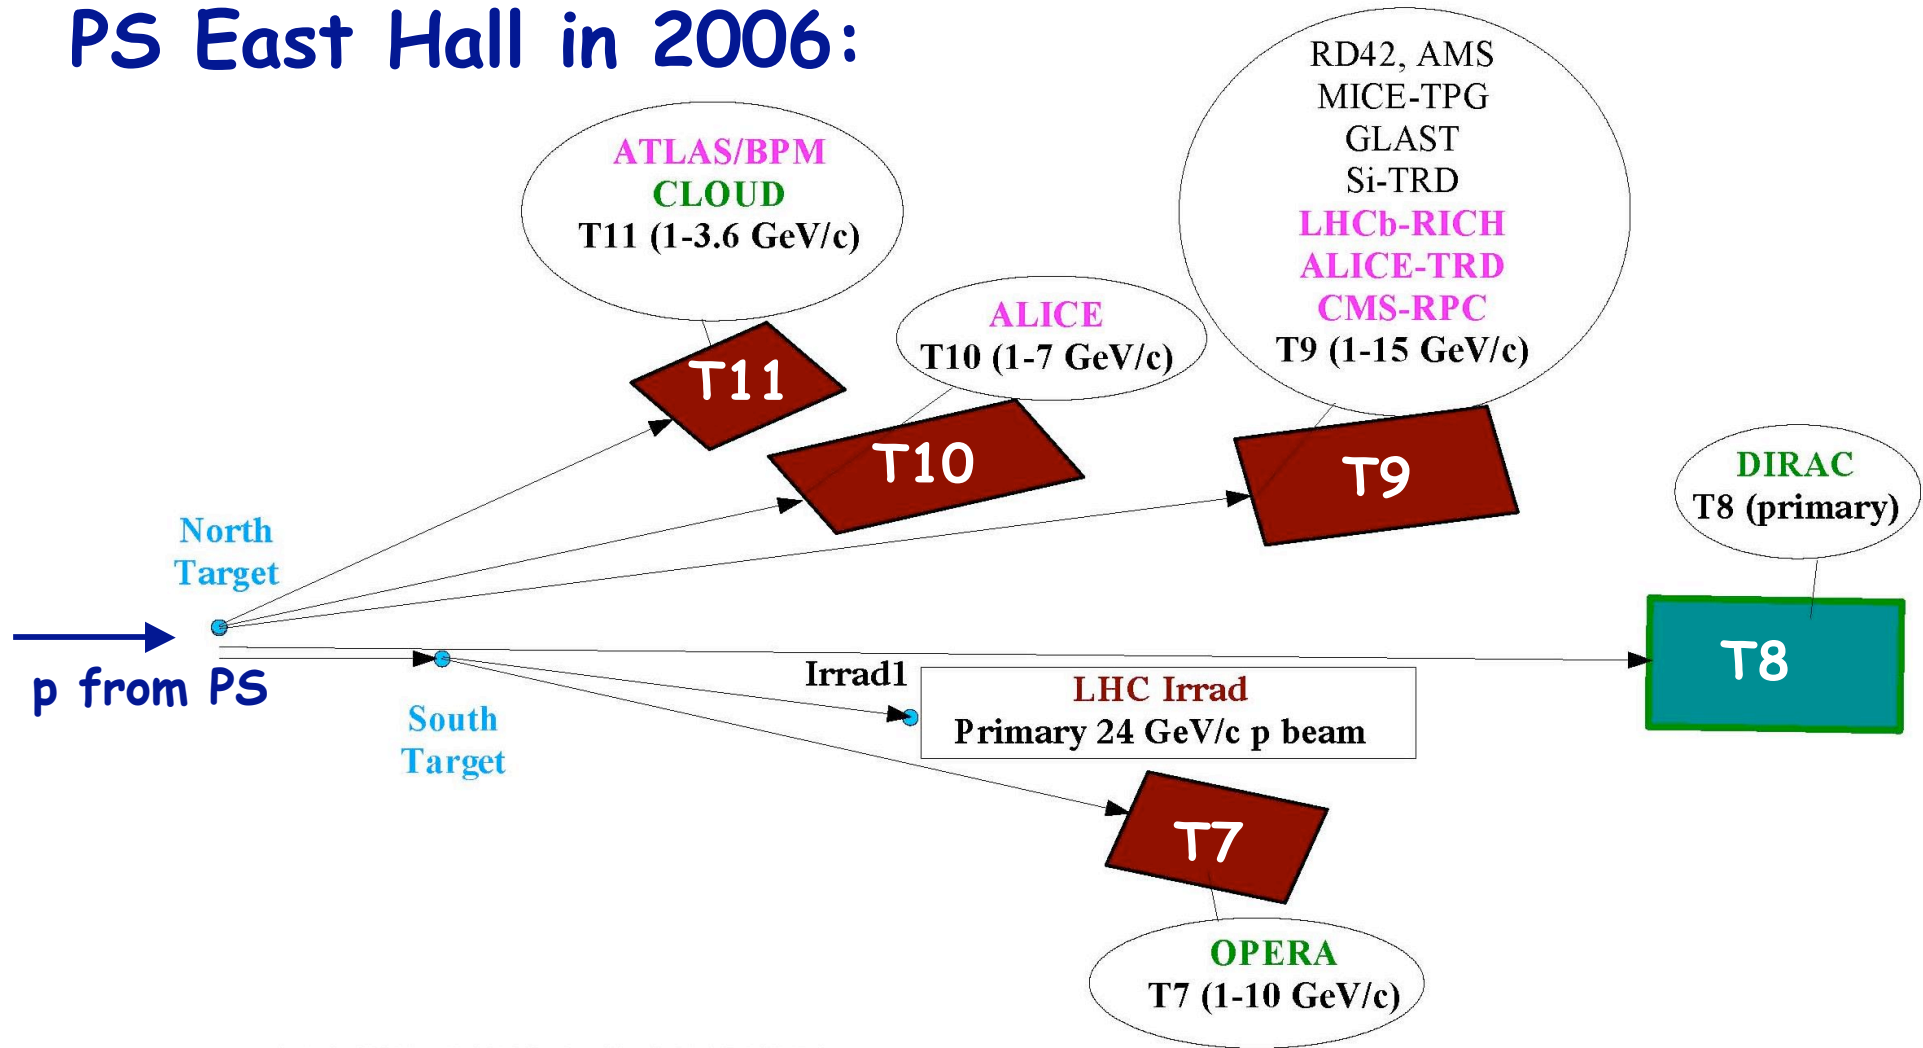 PS East Hall in 2006:
RD42, AMS
MICE-TPG
GLAST
Si-TRD
LHCb-RICH
ALICE-TRD
CMS-RPC
T9 (1-15 GeV/c)
ATLAS/BPM
CLOUD
T11 (1-3.6 GeV/c)
ALICE
T10 (1-7 GeV/c)
T11
T10
T9
DIRAC
T8 (primary)
North
Target
p from PS
T8
Irrad1
LHC Irrad
Primary 24 GeV/c p beam
South
Target
T7
OPERA
T7 (1-10 GeV/c)